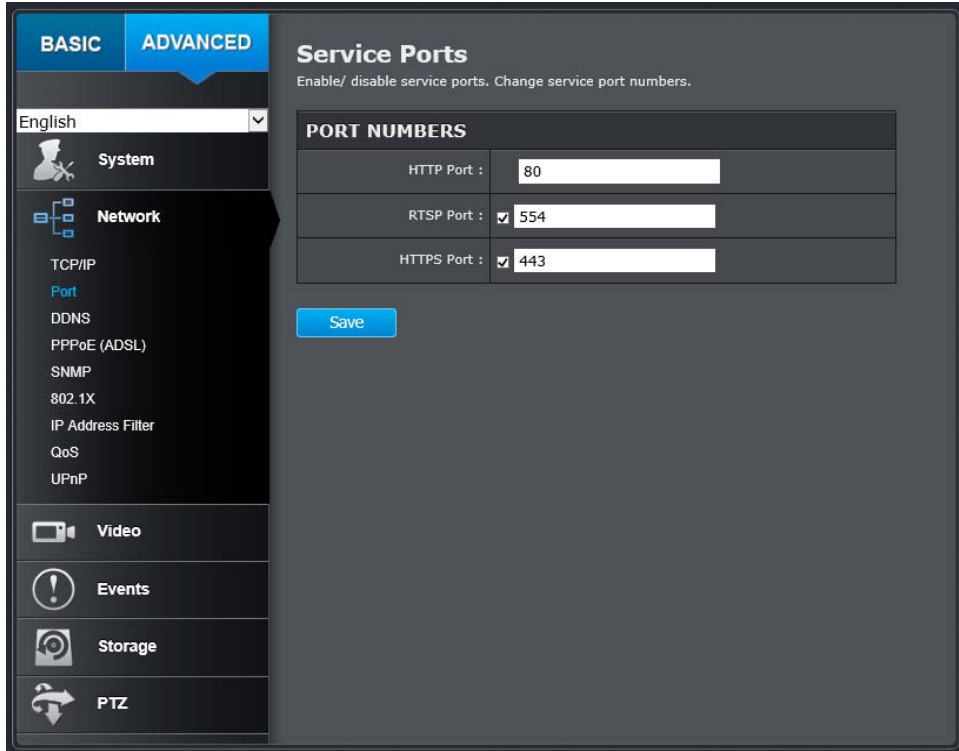 BASIC
ADVANCED
English
System
Network
TCP/IP
Port
DDNS
PPPoE (ADSL)
SNMP
802.1X
IP Address Filter
QoS
UPnP
Video
Events
Storage
PTZ
Service Ports
Enable/ disable service ports. Change service port numbers.
PORT NUMBERS
HTTP Port : 80
RTSP Port : 554
HTTPS Port : 443
Save